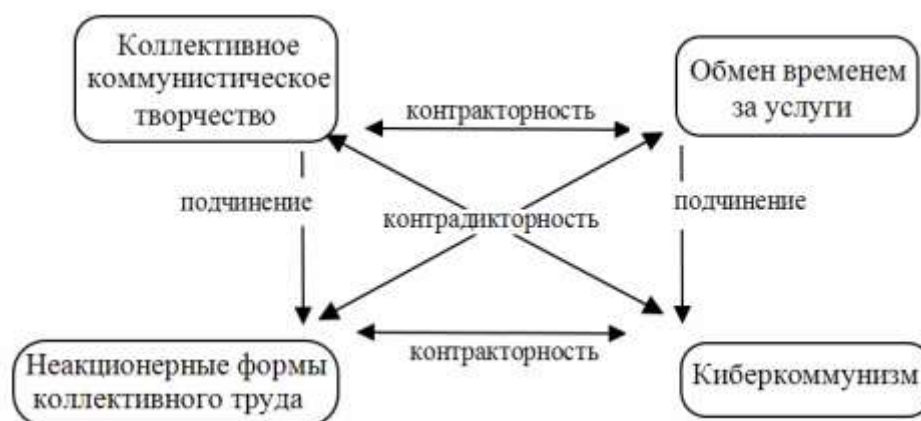 Коллективное
коммунистическое
творчество
Обмен временем
за услуги
контракторность
подчинение
контрадикторность
подчинение
контракторность
Неакционерные формы
коллективного труда
Киберкоммунизм